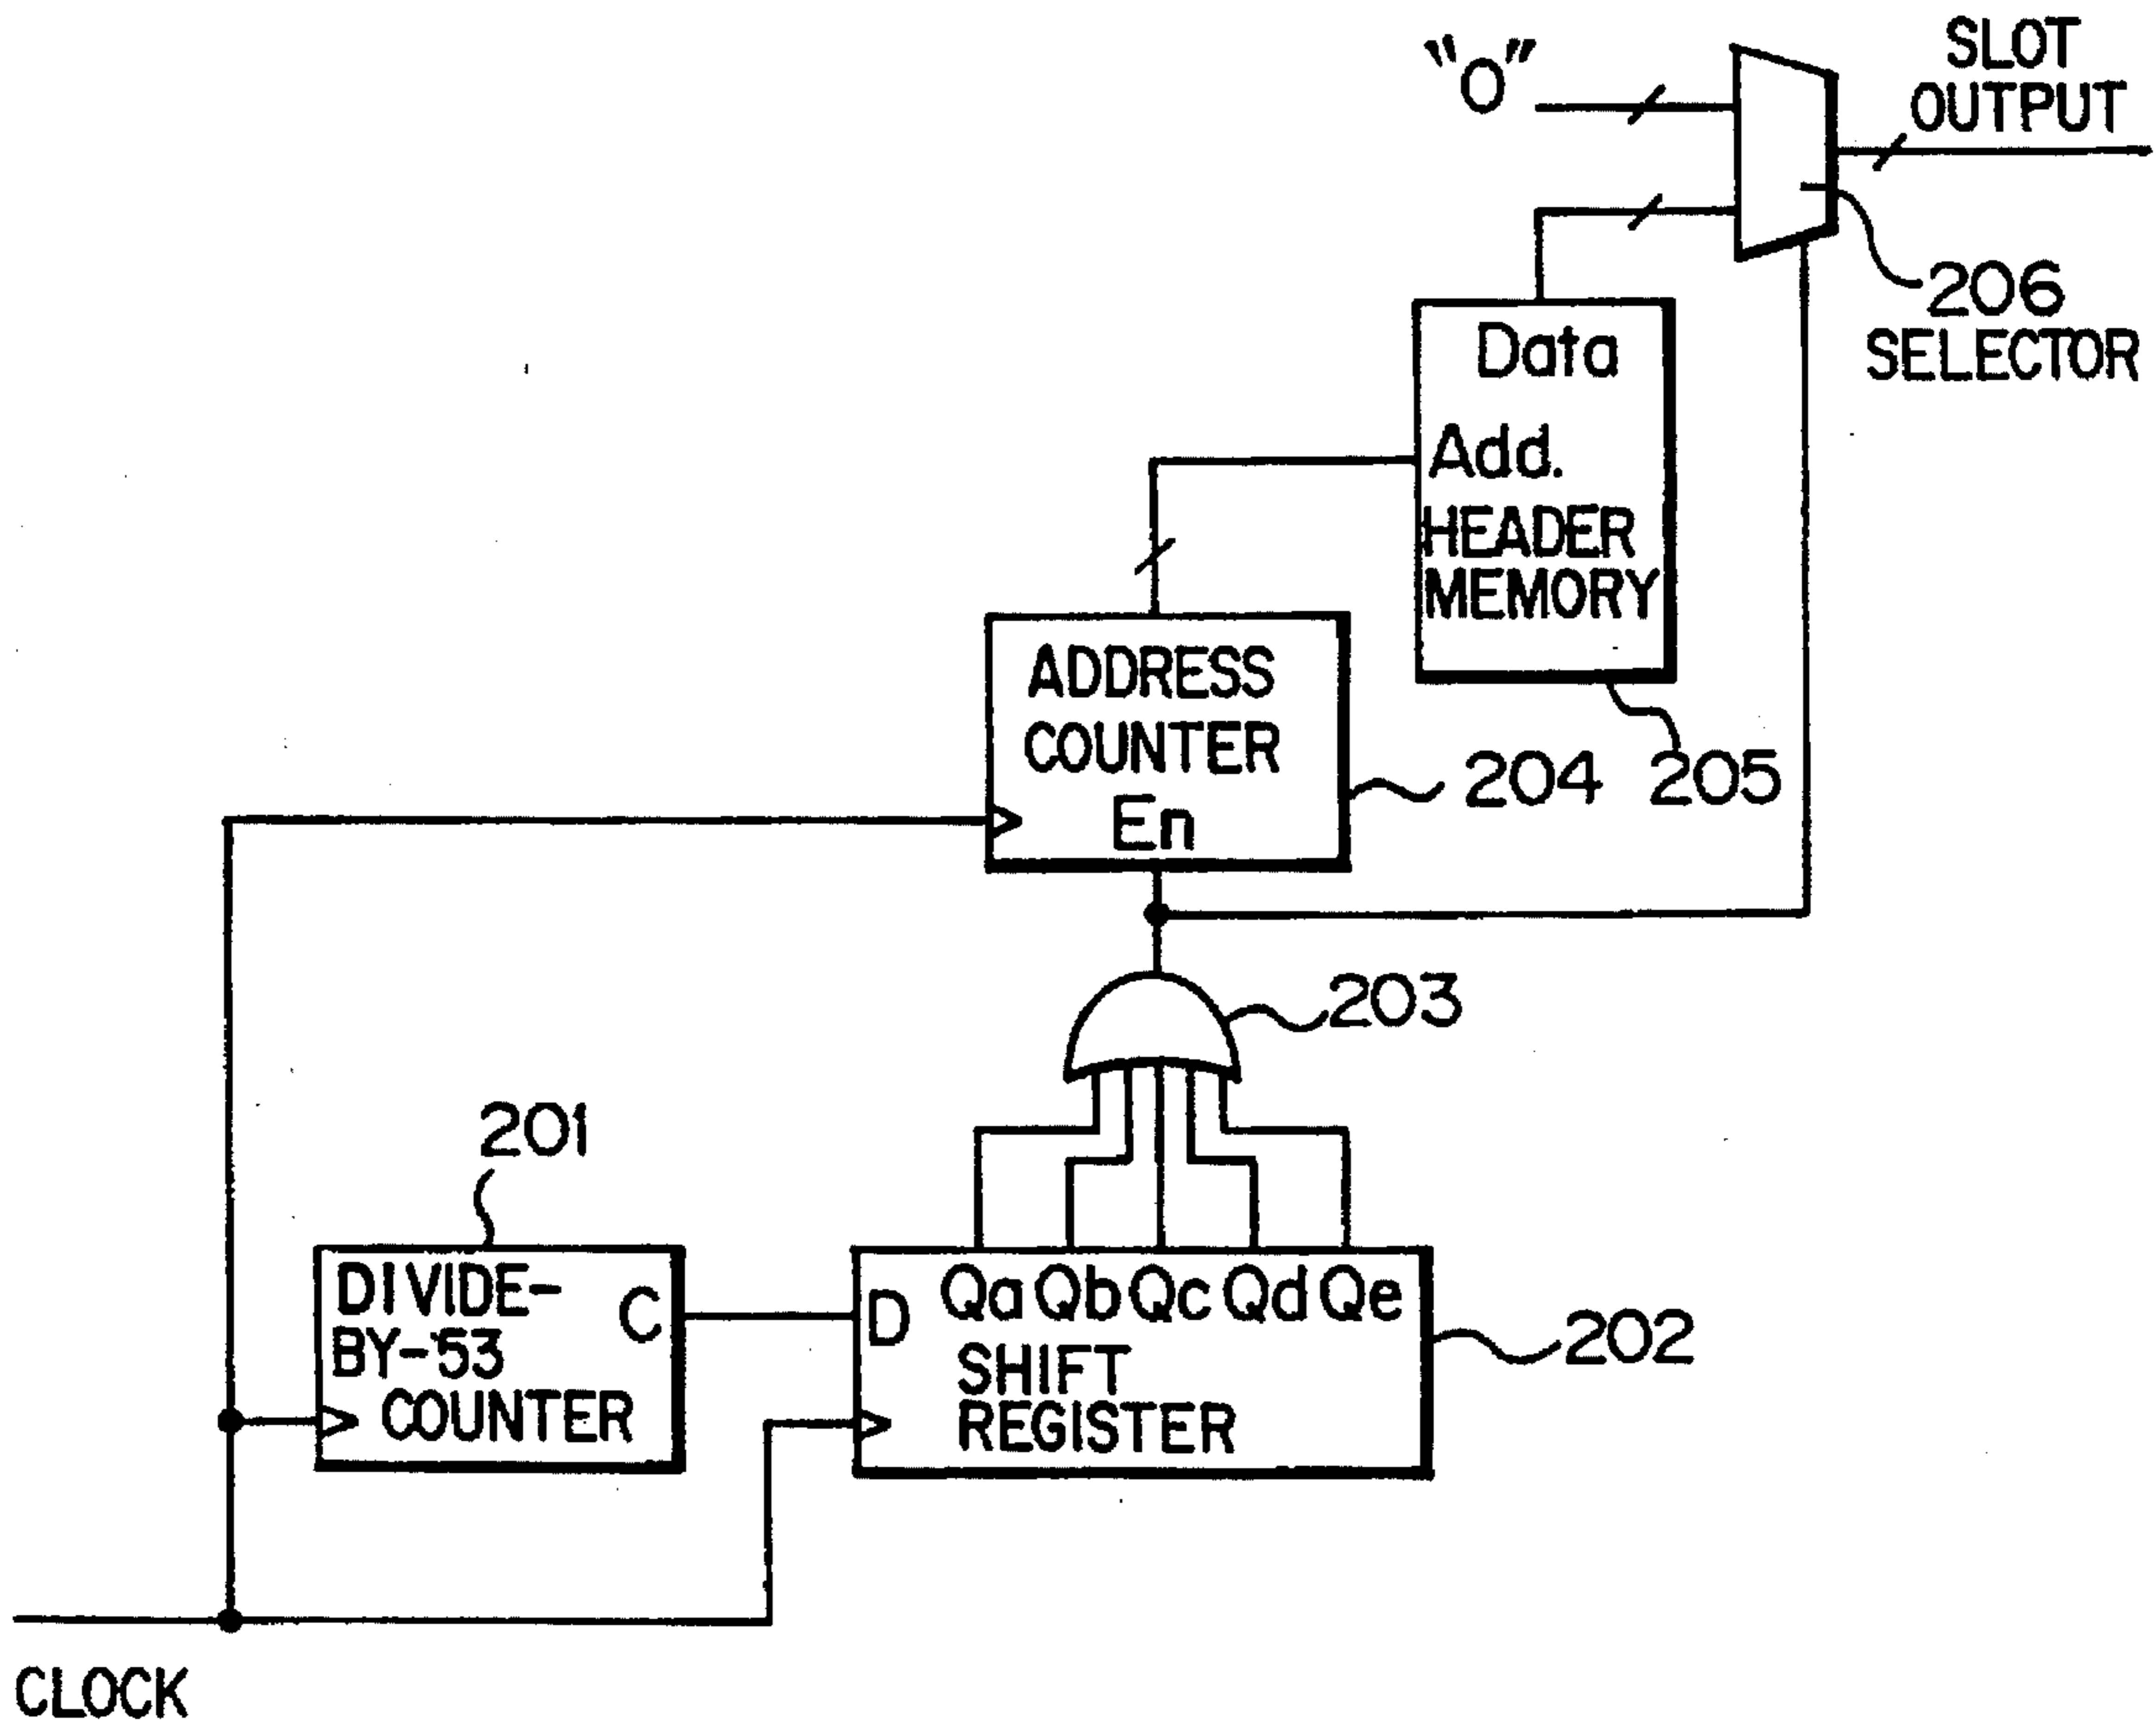 "0"
SLOT
OUTPUT
206
SELECTOR
Data
Add.
HEADER
MEMORY
205
ADDRESS
COUNTER
En
204
203
201
DIVIDE-
BY-53
COUNTER
C
D
Qa Qb Qc Qd Qe
SHIFT
REGISTER
202
CLOCK